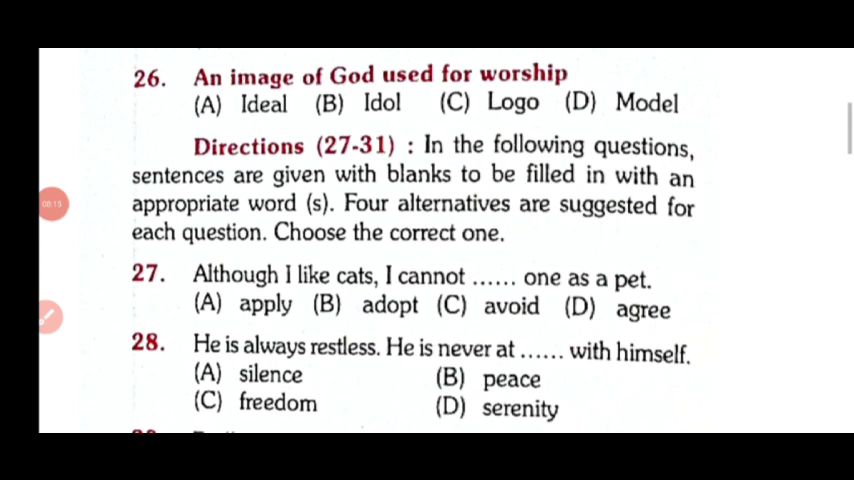 26. An image of God used for worship
(A) Ideal (B) Idol (C) Logo (D) Model
Directions (27-31) : In the following questions,
sentences are given with blanks to be filled in with an
appropriate word (s). Four alternatives are suggested for
each question. Choose the correct one.
27. Although I like cats, I cannot ...... one as a pet.
(A) apply (B) adopt (C) avoid (D) agree
28. He is always restless. He is never at ...... with himself.
(A) silence (B) peace
(C) freedom (D) serenity